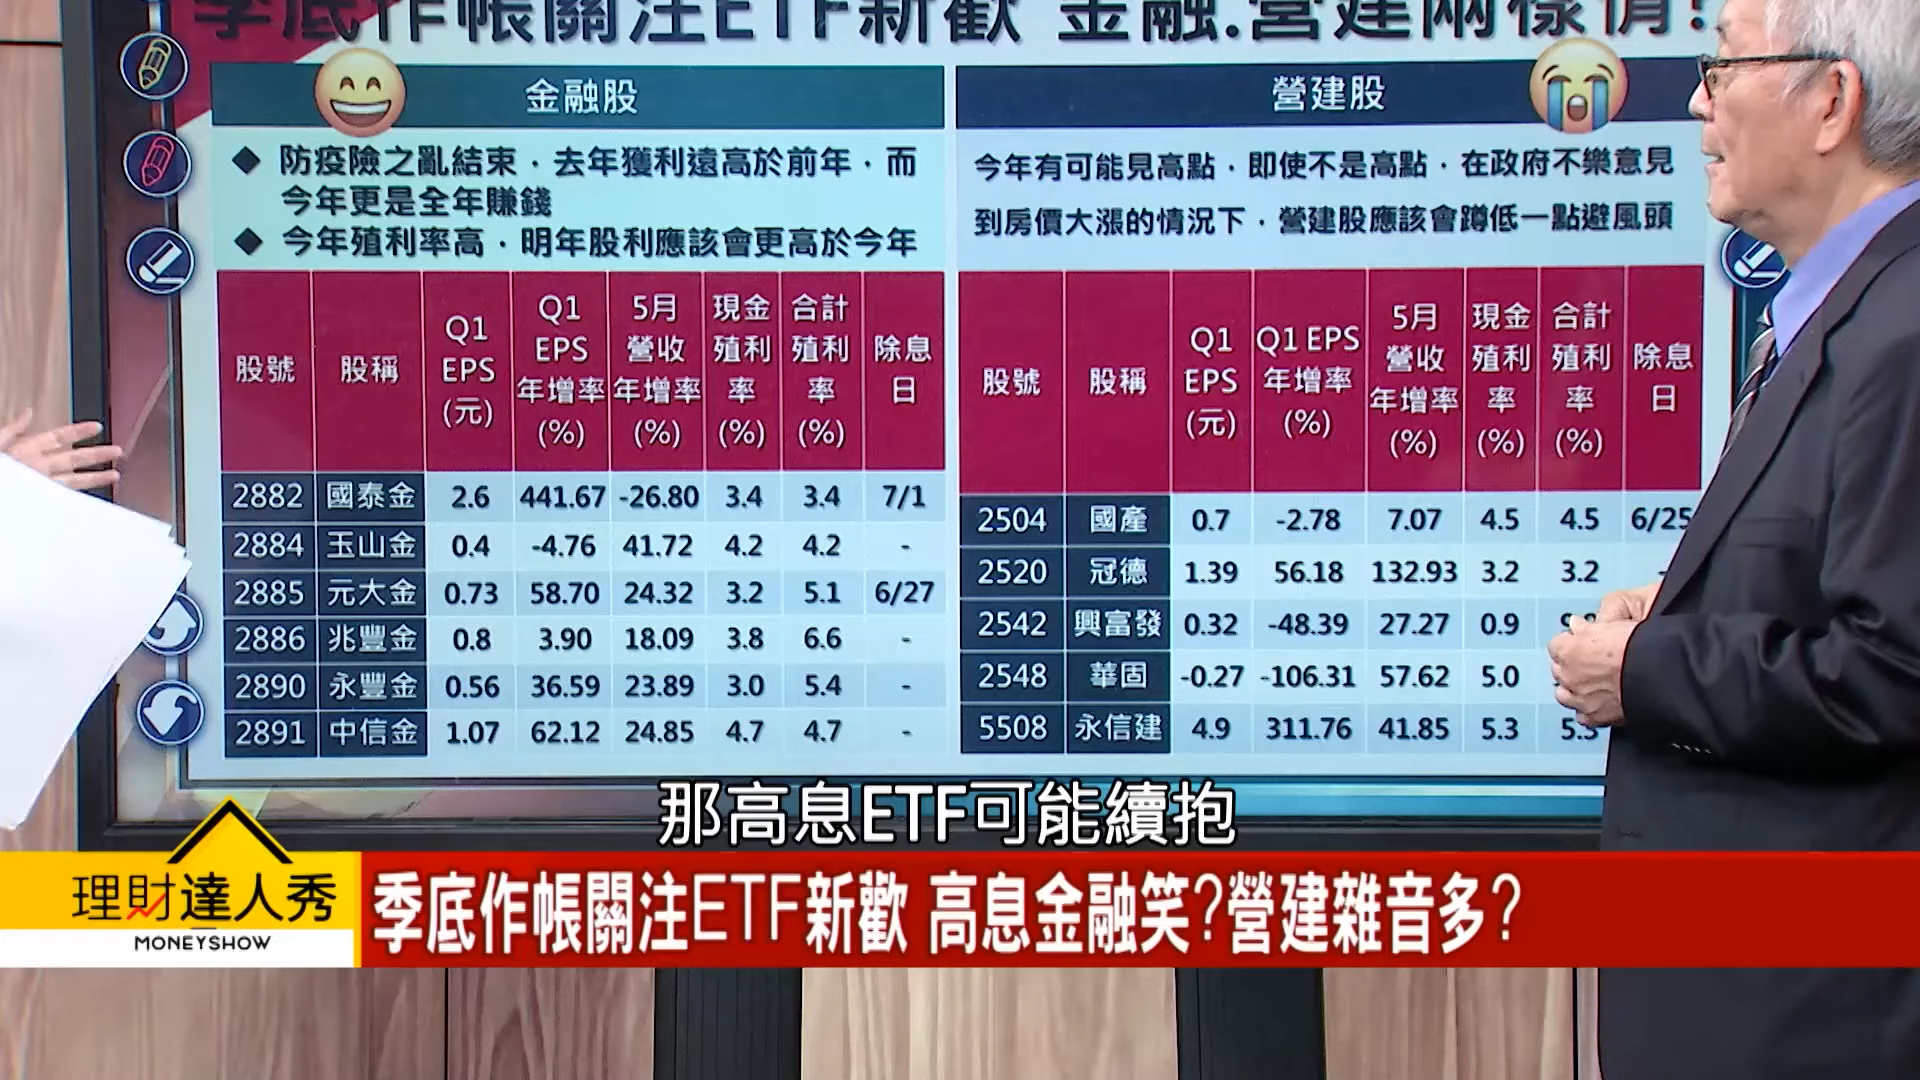 季底作帳關注ETF新歡 金融.營建兩樣情!
金融股
◆ 防疫險之亂結束，去年獲利遠高於前年，而
今年更是全年賺錢
◆ 今年殖利率高，明年股利應該會更高於今年
股號 股稱 Q1 EPS (元) Q1 EPS 年增率 (%) 5月 營收 年增率 (%) 現金 殖利 率 (%) 合計 殖利 率 (%) 除息 日
2882 國泰金 2.6 441.67 -26.80 3.4 3.4 7/1
2884 玉山金 0.4 -4.76 41.72 4.2 4.2 -
2885 元大金 0.73 58.70 24.32 3.2 5.1 6/27
2886 兆豐金 0.8 3.90 18.09 3.8 6.6 -
2890 永豐金 0.56 36.59 23.89 3.0 5.4 -
2891 中信金 1.07 62.12 24.85 4.7 4.7 -
營建股
今年有可能見高點，即使不是高點，在政府不樂意見
到房價大漲的情況下，營建股應該會蹲低一點避風頭
股號 股稱 Q1 EPS (元) Q1 EPS 年增率 (%) 5月 營收 年增率 (%) 現金 殖利 率 (%) 合計 殖利 率 (%) 除息 日
2504 國產 0.7 -2.78 7.07 4.5 4.5 6/25
2520 冠德 1.39 56.18 132.93 3.2 3.2 -
2542 興富發 0.32 -48.39 27.27 0.9
2548 華固 -0.27 -106.31 57.62 5.0
5508 永信建 4.9 311.76 41.85 5.3 5.3
那高息ETF可能續抱
理財達人秀
MONEYSHOW
季底作帳關注ETF新歡 高息金融笑?營建雜音多?